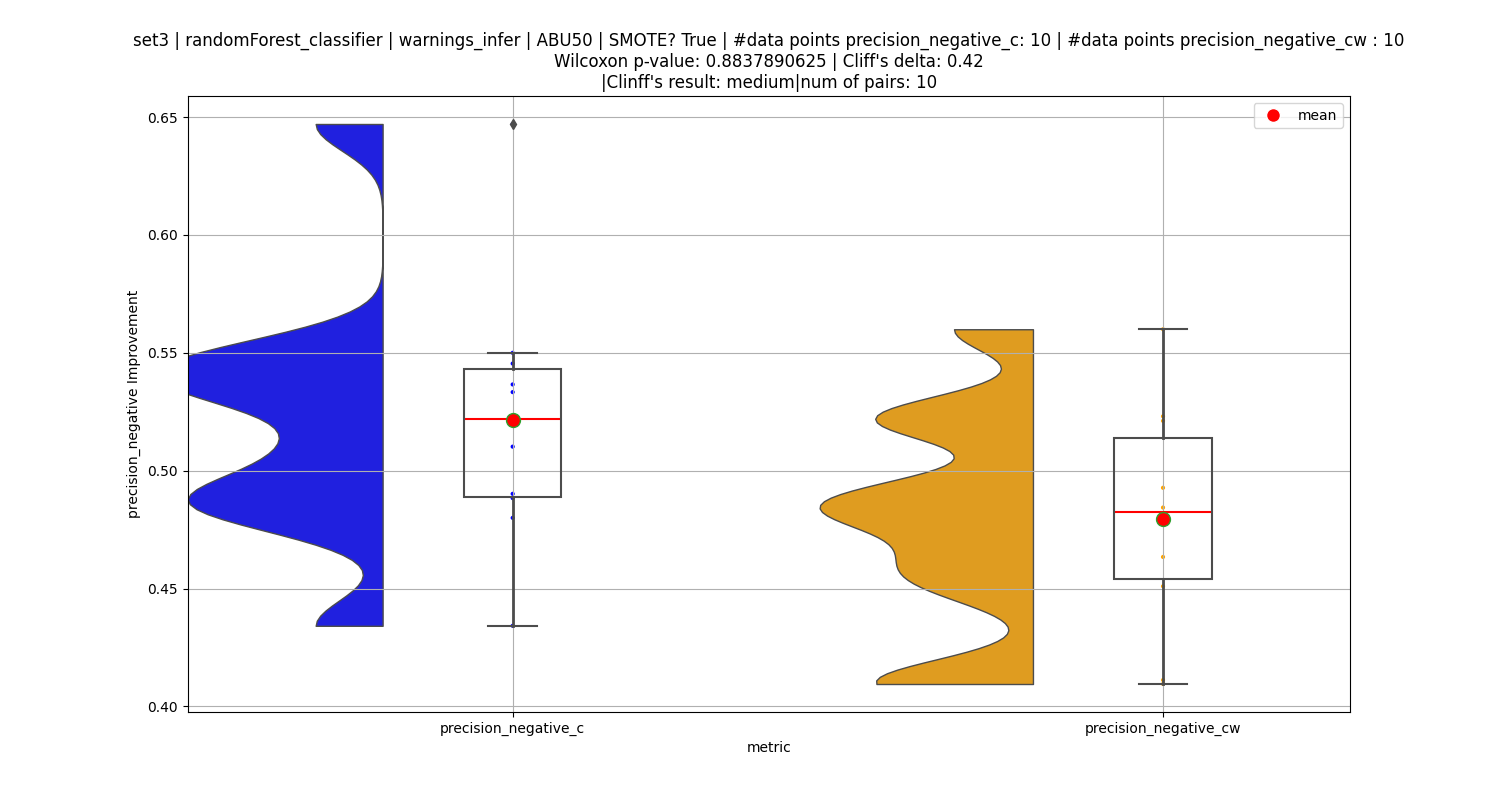 set3 | randomForest_classifier | warnings_infer | ABU50 | SMOTE? True | #data points precision_negative_c: 10 | #data points precision_negative_cw : 10
Wilcoxon p-value: 0.8837890625 | Cliff's delta: 0.42
|Clinff's result: medium|num of pairs: 10
mean
0.65
0.60
0.55
0.50
0.45
0.40
precision_negative Improvement
precision_negative_c
precision_negative_cw
metric